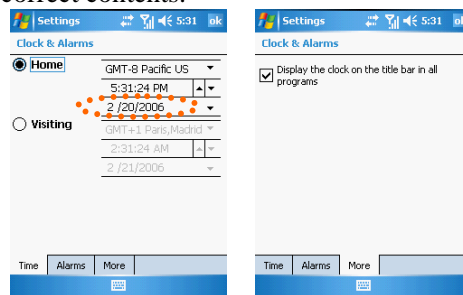 correct contents.
Settings 5:31 ok
Clock & Alarms
Home
GMT-8 Pacific US
5:31:24 PM
2 /20/2006
Visiting
GMT+1 Paris,Madrid
2:31:24 AM
2 /21/2006
Time Alarms More
Settings 5:31 ok
Clock & Alarms
Display the clock on the title bar in all
programs
Time Alarms More